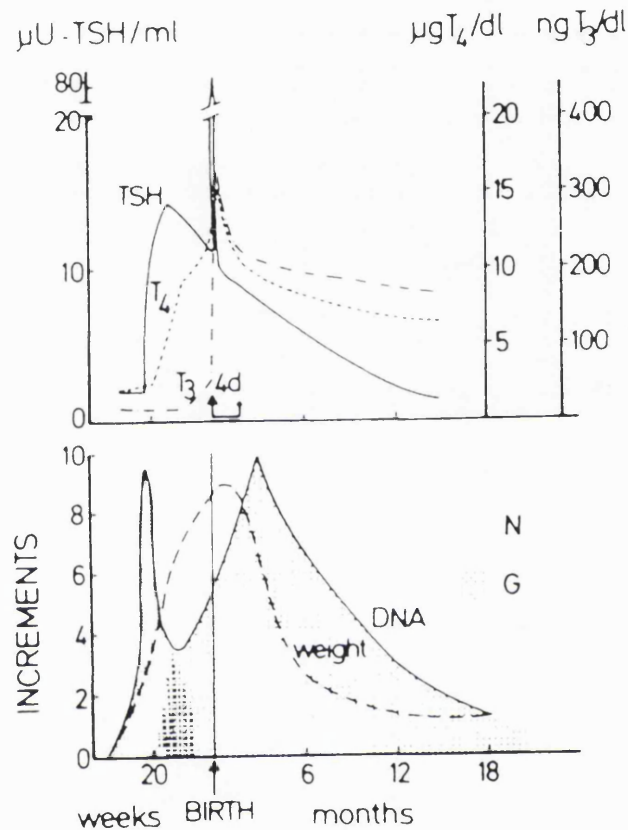 µU-TSH/ml µgT4/dl ngT3/dl
80
20 20 400
TSH 15 300
10 10 200
T4
5 100
T3 4d
0
10
8 N
G
6
DNA
4 weight
2
0
INCREMENTS
20 6 12 18
weeks BIRTH months